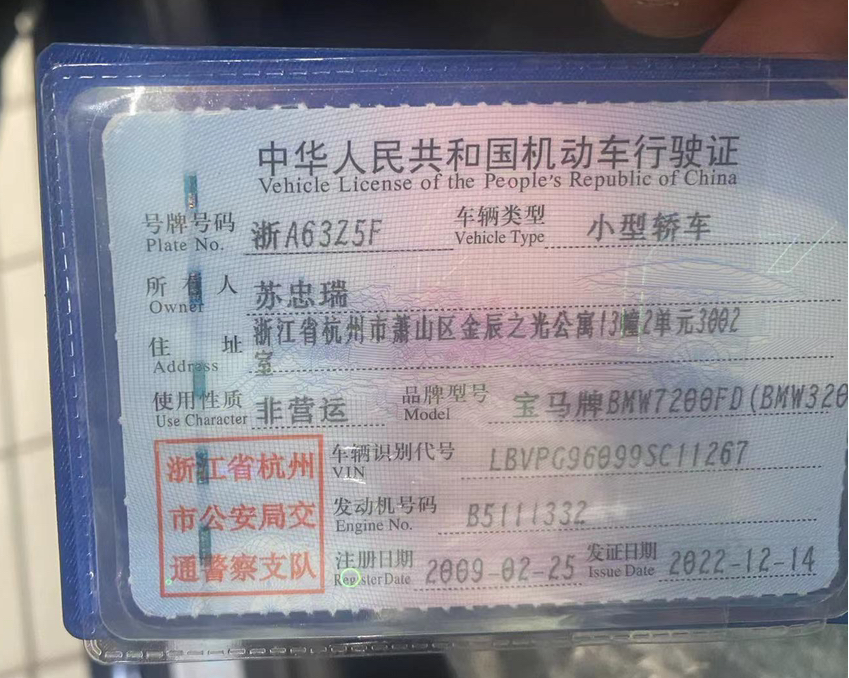 中华人民共和国机动车行驶证
Vehicle License of the People's Republic of China
号牌号码 浙A63Z5F 车辆类型 小型轿车
Plate No. Vehicle Type
所有人 苏忠瑞
Owner
浙江省杭州市萧山区金辰之光公寓13幢2单元3002
住址 室
Address
使用性质 非营运 品牌型号 宝马牌BMW7200FD(BMW320
Use Character Model
浙江省杭州 车辆识别代号 LBVPG96099SC11267
VIN
市公安局交 发动机号码 B5111332
Engine No.
通警察支队 注册日期 2009-02-25 发证日期 2022-12-14
Register Date Issue Date